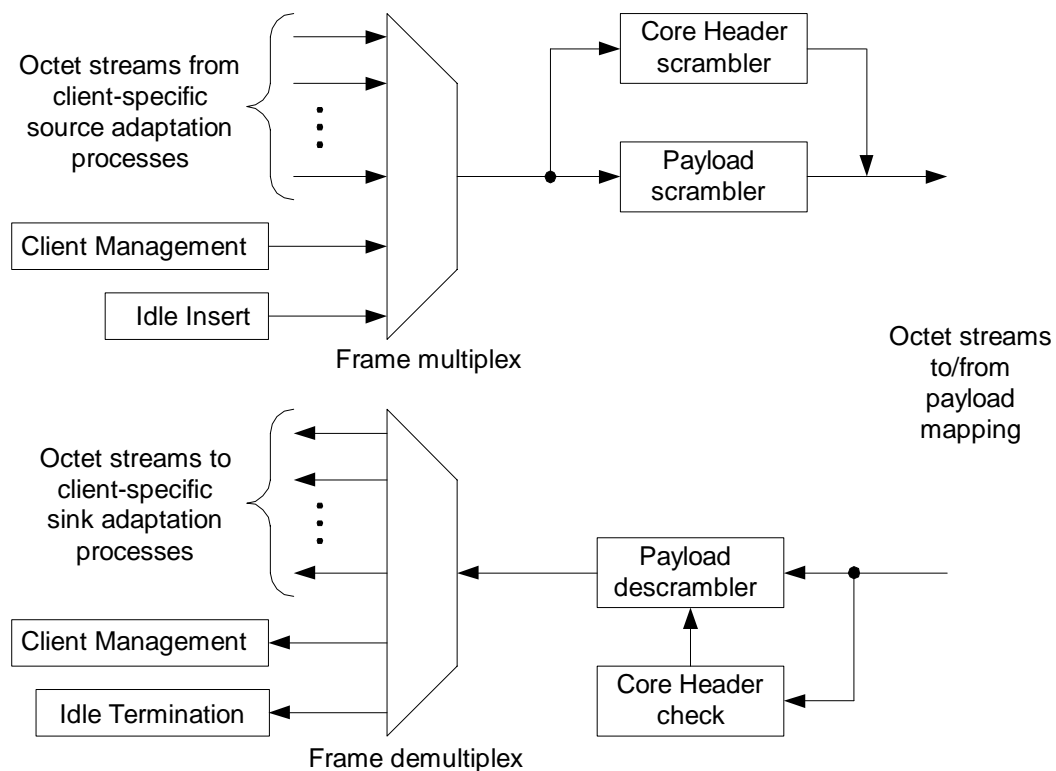 Octet streams from
client-specific
source adaptation
processes
Client Management
Idle Insert
Frame multiplex
Core Header
scrambler
Payload
scrambler
Octet streams
to/from
payload
mapping
Octet streams to
client-specific
sink adaptation
processes
Client Management
Idle Termination
Frame demultiplex
Payload
descrambler
Core Header
check